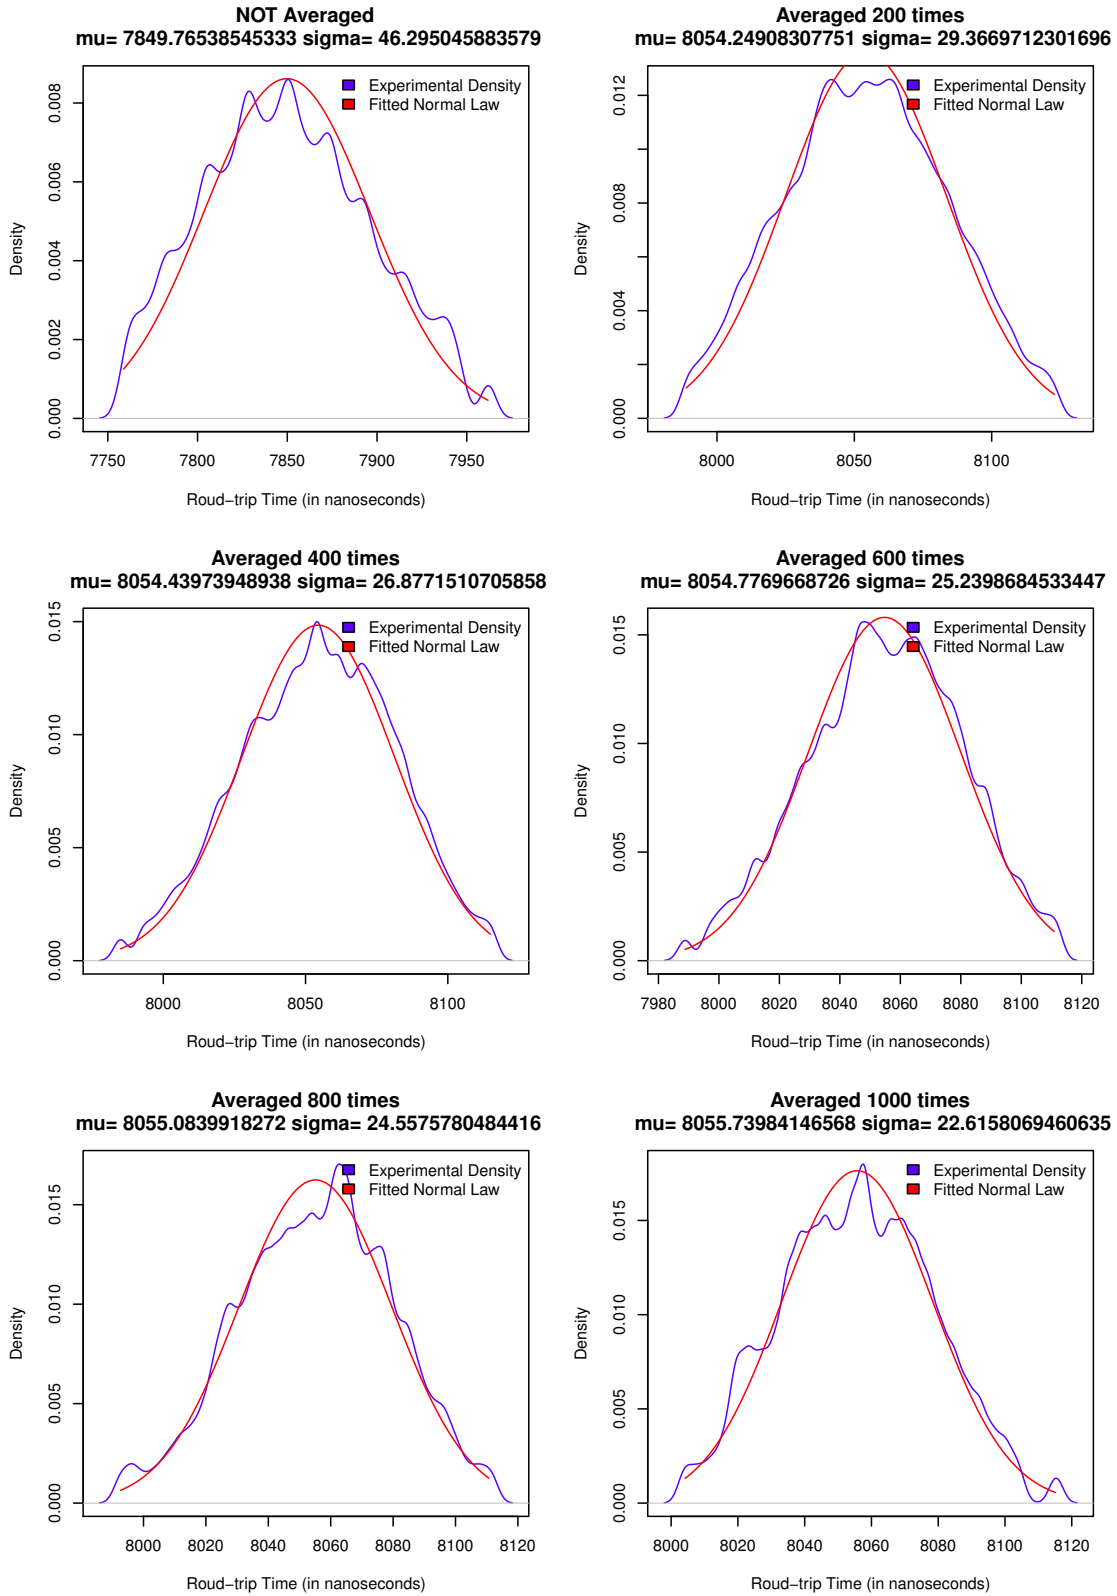 NOT Averaged
mu= 7849.76538545333 sigma= 46.295045883579
Experimental Density
Fitted Normal Law
Density
0.000
0.002
0.004
0.006
0.008
7750
7800
7850
7900
7950
Roud−trip Time (in nanoseconds)
Averaged 200 times
mu= 8054.24908307751 sigma= 29.3669712301696
Experimental Density
Fitted Normal Law
Density
0.000
0.004
0.008
0.012
8000
8050
8100
Roud−trip Time (in nanoseconds)
Averaged 400 times
mu= 8054.43973948938 sigma= 26.8771510705858
Experimental Density
Fitted Normal Law
Density
0.000
0.005
0.010
0.015
8000
8050
8100
Roud−trip Time (in nanoseconds)
Averaged 600 times
mu= 8054.7769668726 sigma= 25.2398684533447
Experimental Density
Fitted Normal Law
Density
0.000
0.005
0.010
0.015
7980
8000
8020
8040
8060
8080
8100
8120
Roud−trip Time (in nanoseconds)
Averaged 800 times
mu= 8055.0839918272 sigma= 24.5575780484416
Experimental Density
Fitted Normal Law
Density
0.000
0.005
0.010
0.015
8000
8020
8040
8060
8080
8100
8120
Roud−trip Time (in nanoseconds)
Averaged 1000 times
mu= 8055.73984146568 sigma= 22.6158069460635
Experimental Density
Fitted Normal Law
Density
0.000
0.005
0.010
0.015
8000
8020
8040
8060
8080
8100
8120
Roud−trip Time (in nanoseconds)